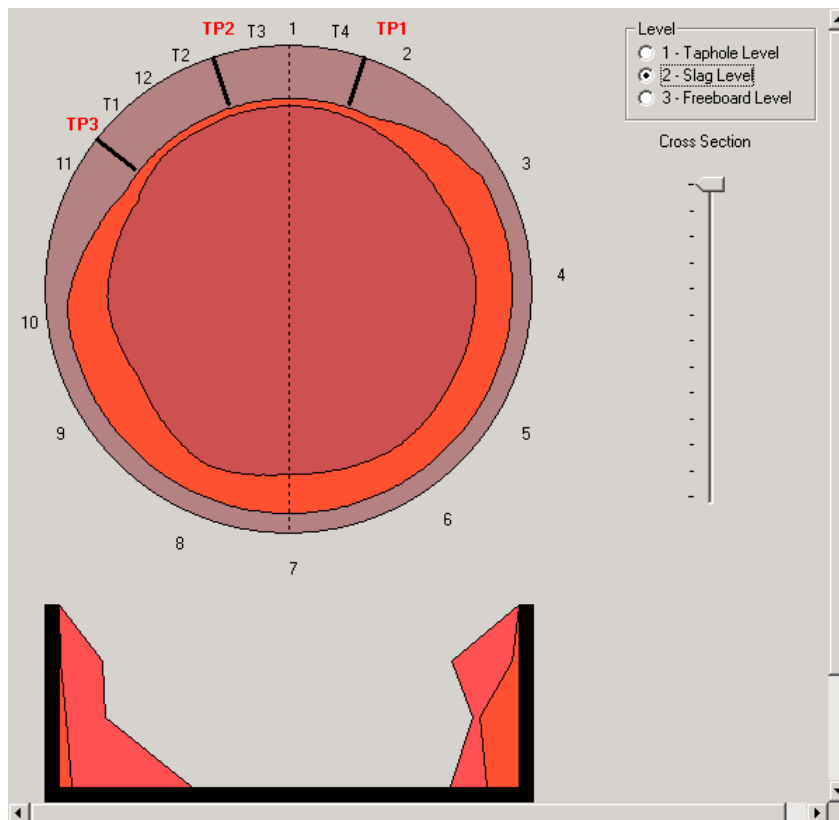 TP2
T3
1
T4
TP1
T2
2
12
T1
TP3
11
3
4
10
9
5
6
8
7
Level
1 - Taphole Level
2 - Slag Level
3 - Freeboard Level
Cross Section